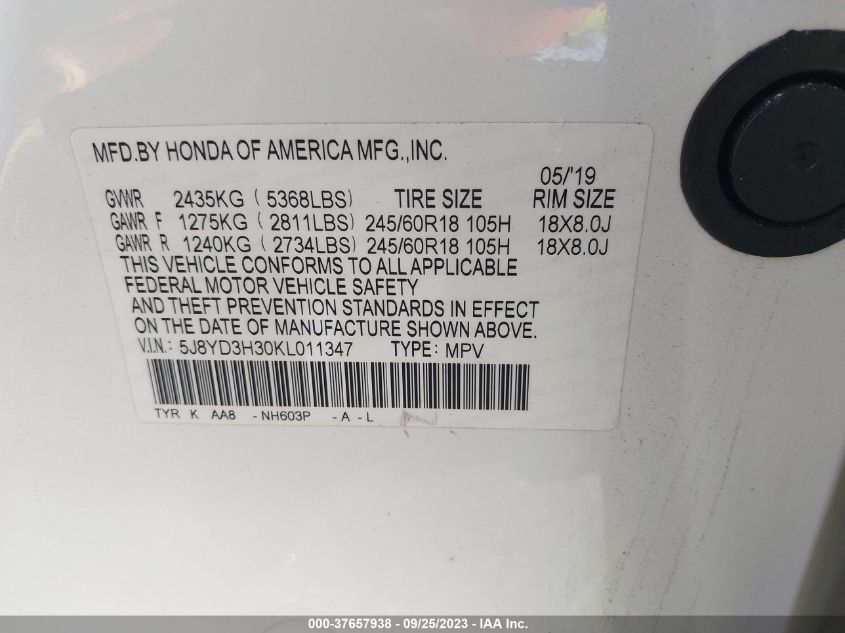 MFD.BY HONDA OF AMERICA MFG.,INC.
05/'19
GVWR 2435KG ( 5368LBS) TIRE SIZE RIM SIZE
GAWR F 1275KG ( 2811LBS) 245/60R18 105H 18X8.0J
GAWR R 1240KG ( 2734LBS) 245/60R18 105H 18X8.0J
THIS VEHICLE CONFORMS TO ALL APPLICABLE
FEDERAL MOTOR VEHICLE SAFETY
AND THEFT PREVENTION STANDARDS IN EFFECT
ON THE DATE OF MANUFACTURE SHOWN ABOVE.
V.I.N.: 5J8YD3H30KL011347 TYPE: MPV
TYR K AA8 -NH603P -A-L
000-37657938 - 09/25/2023 - IAA Inc.